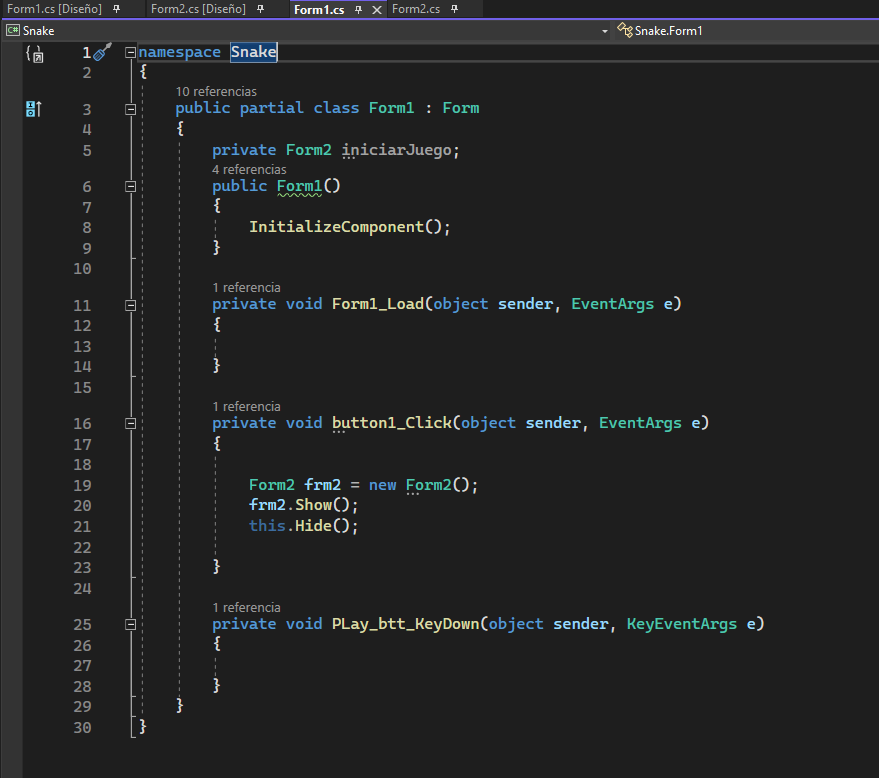 Form1.cs [Diseño] Form2.cs [Diseño] Form1.cs Form2.cs
C# Snake Snake.Form1
1 namespace Snake
2 {
10 referencias
3 public partial class Form1 : Form
4 {
5 private Form2 iniciarJuego;
4 referencias
6 public Form1()
7 {
8 InitializeComponent();
9 }
10
1 referencia
11 private void Form1_Load(object sender, EventArgs e)
12 {
13
14 }
15
1 referencia
16 private void button1_Click(object sender, EventArgs e)
17 {
18
19 Form2 frm2 = new Form2();
20 frm2.Show();
21 this.Hide();
22
23 }
24
1 referencia
25 private void PLay_btt_KeyDown(object sender, KeyEventArgs e)
26 {
27
28 }
29 }
30 }